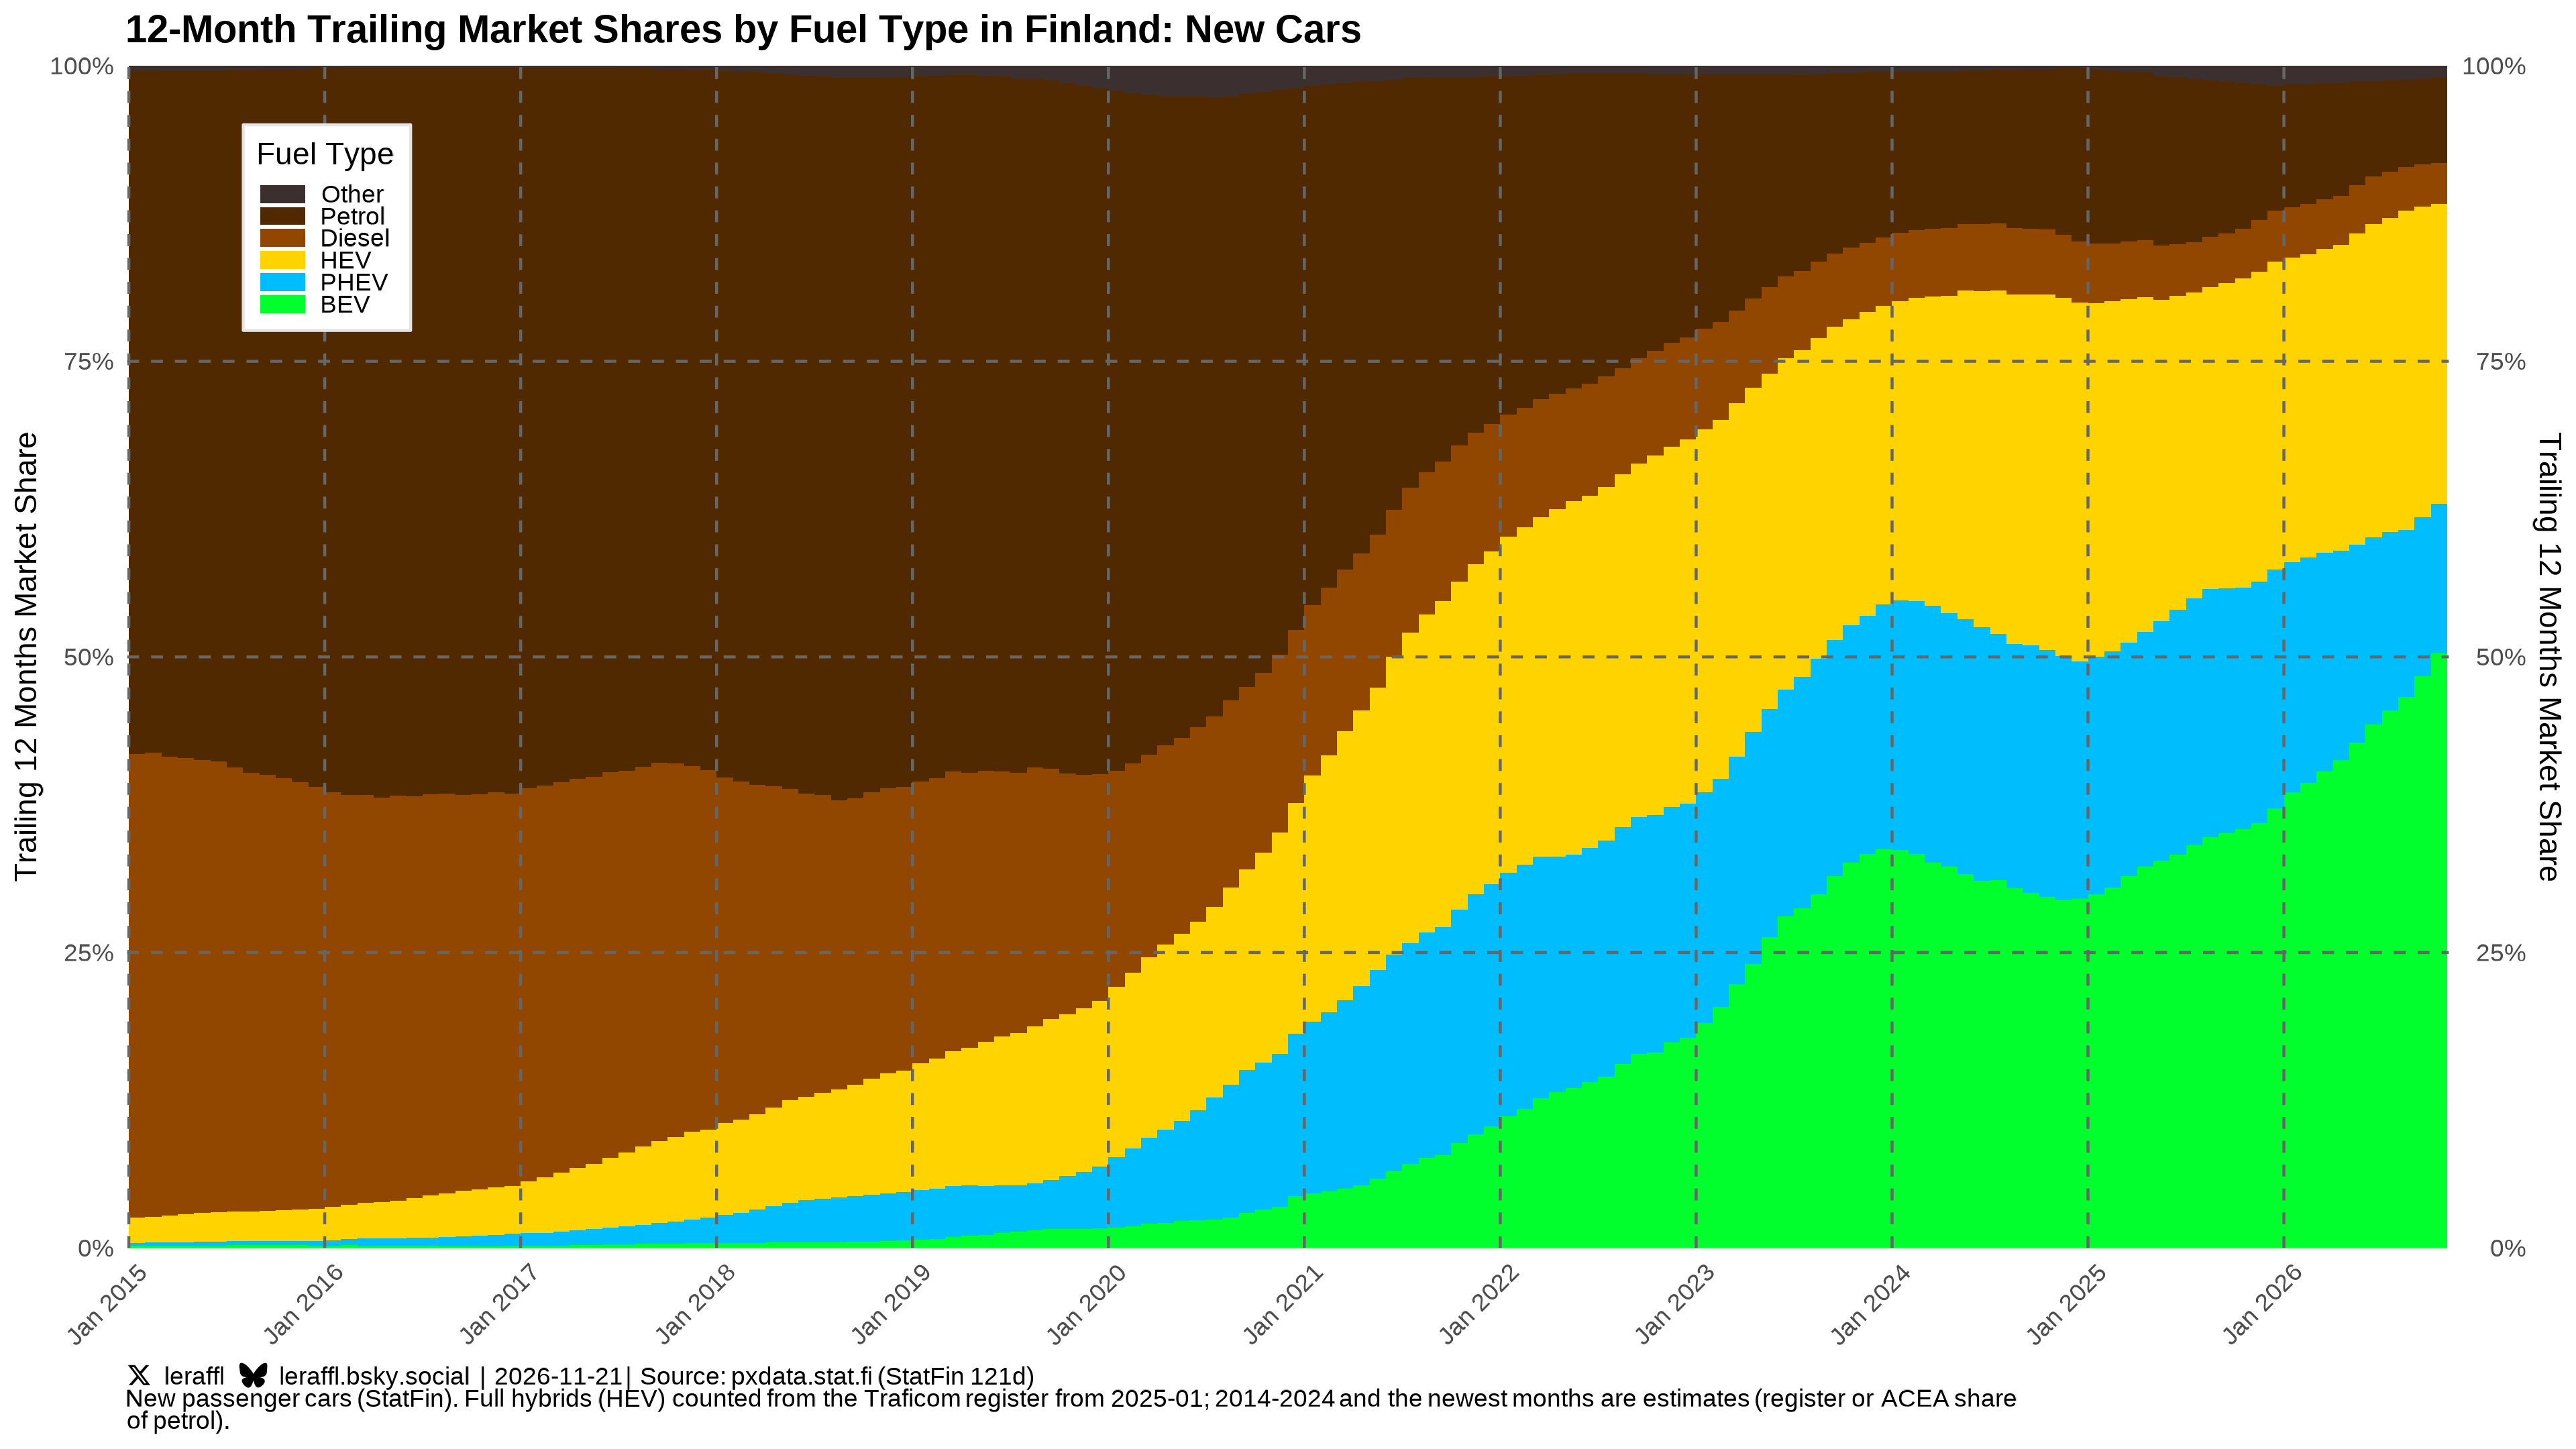 12-Month Trailing Market Shares by Fuel Type in Finland: New Cars
100%
100%
Fuel Type
Other
Petrol
Diesel
HEV
PHEV
BEV
75%
75%
Trailing 12 Months Market Share
Trailing 12 Months Market Share
50%
50%
25%
25%
0%
0%
Jan 2015
Jan 2016
Jan 2017
Jan 2018
Jan 2019
Jan 2020
Jan 2021
Jan 2022
Jan 2023
Jan 2024
Jan 2025
Jan 2026
leraffl leraffl.bsky.social | 2026-11-21| Source: pxdata.stat.fi (StatFin 121d)
New passenger cars (StatFin). Full hybrids (HEV) counted from the Traficom register from 2025-01; 2014-2024 and the newest months are estimates (register or ACEA share
of petrol).